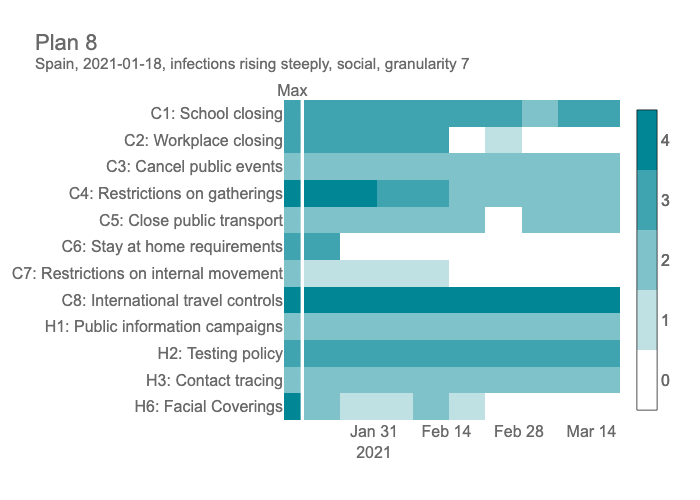 Plan 8
Spain, 2021-01-18, infections rising steeply, social, granularity 7
Max
C1: School closing
C2: Workplace closing
C3: Cancel public events
C4: Restrictions on gatherings
C5: Close public transport
C6: Stay at home requirements
C7: Restrictions on internal movement
C8: International travel controls
H1: Public information campaigns
H2: Testing policy
H3: Contact tracing
H6: Facial Coverings
Jan 31 Feb 14 Feb 28 Mar 14
2021
4
3
2
1
0